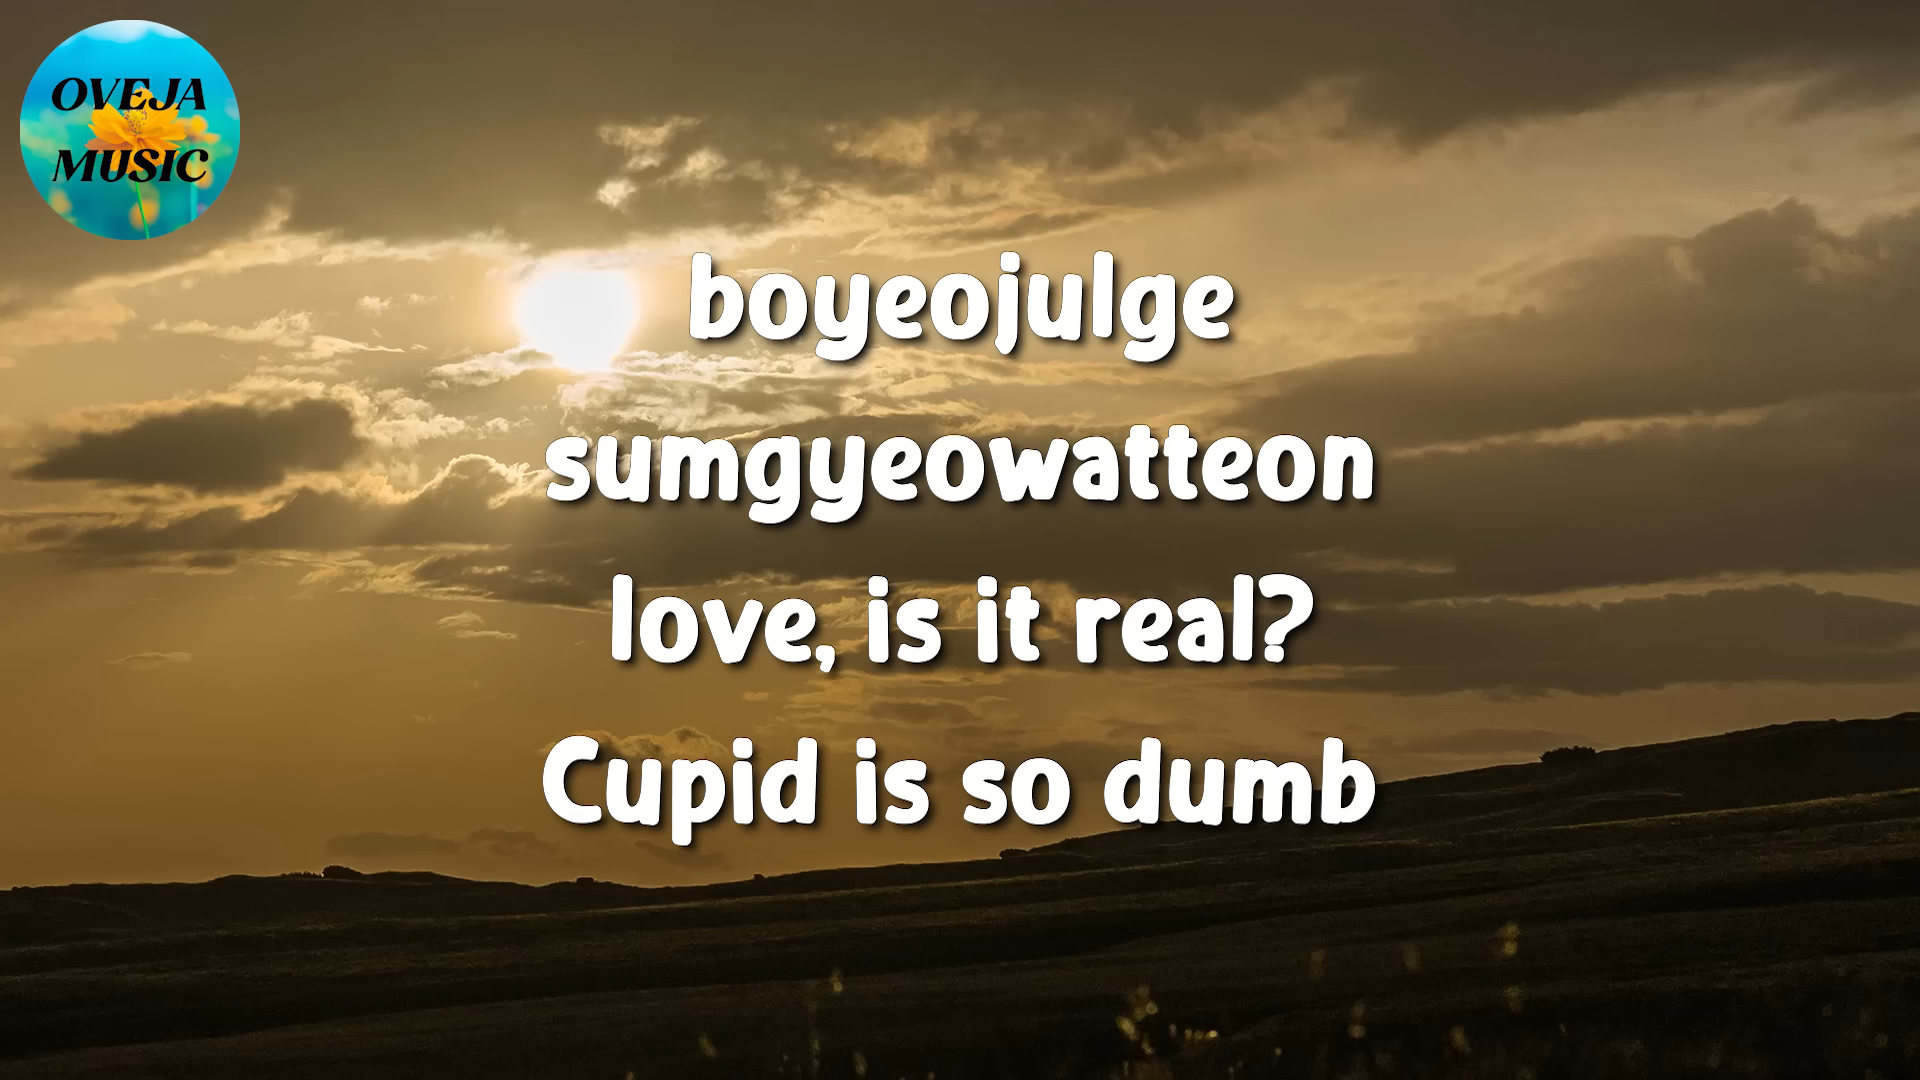 OVEJA
MUSIC
boyeojulge
sumgyeowatteon
love, is it real?
Cupid is so dumb